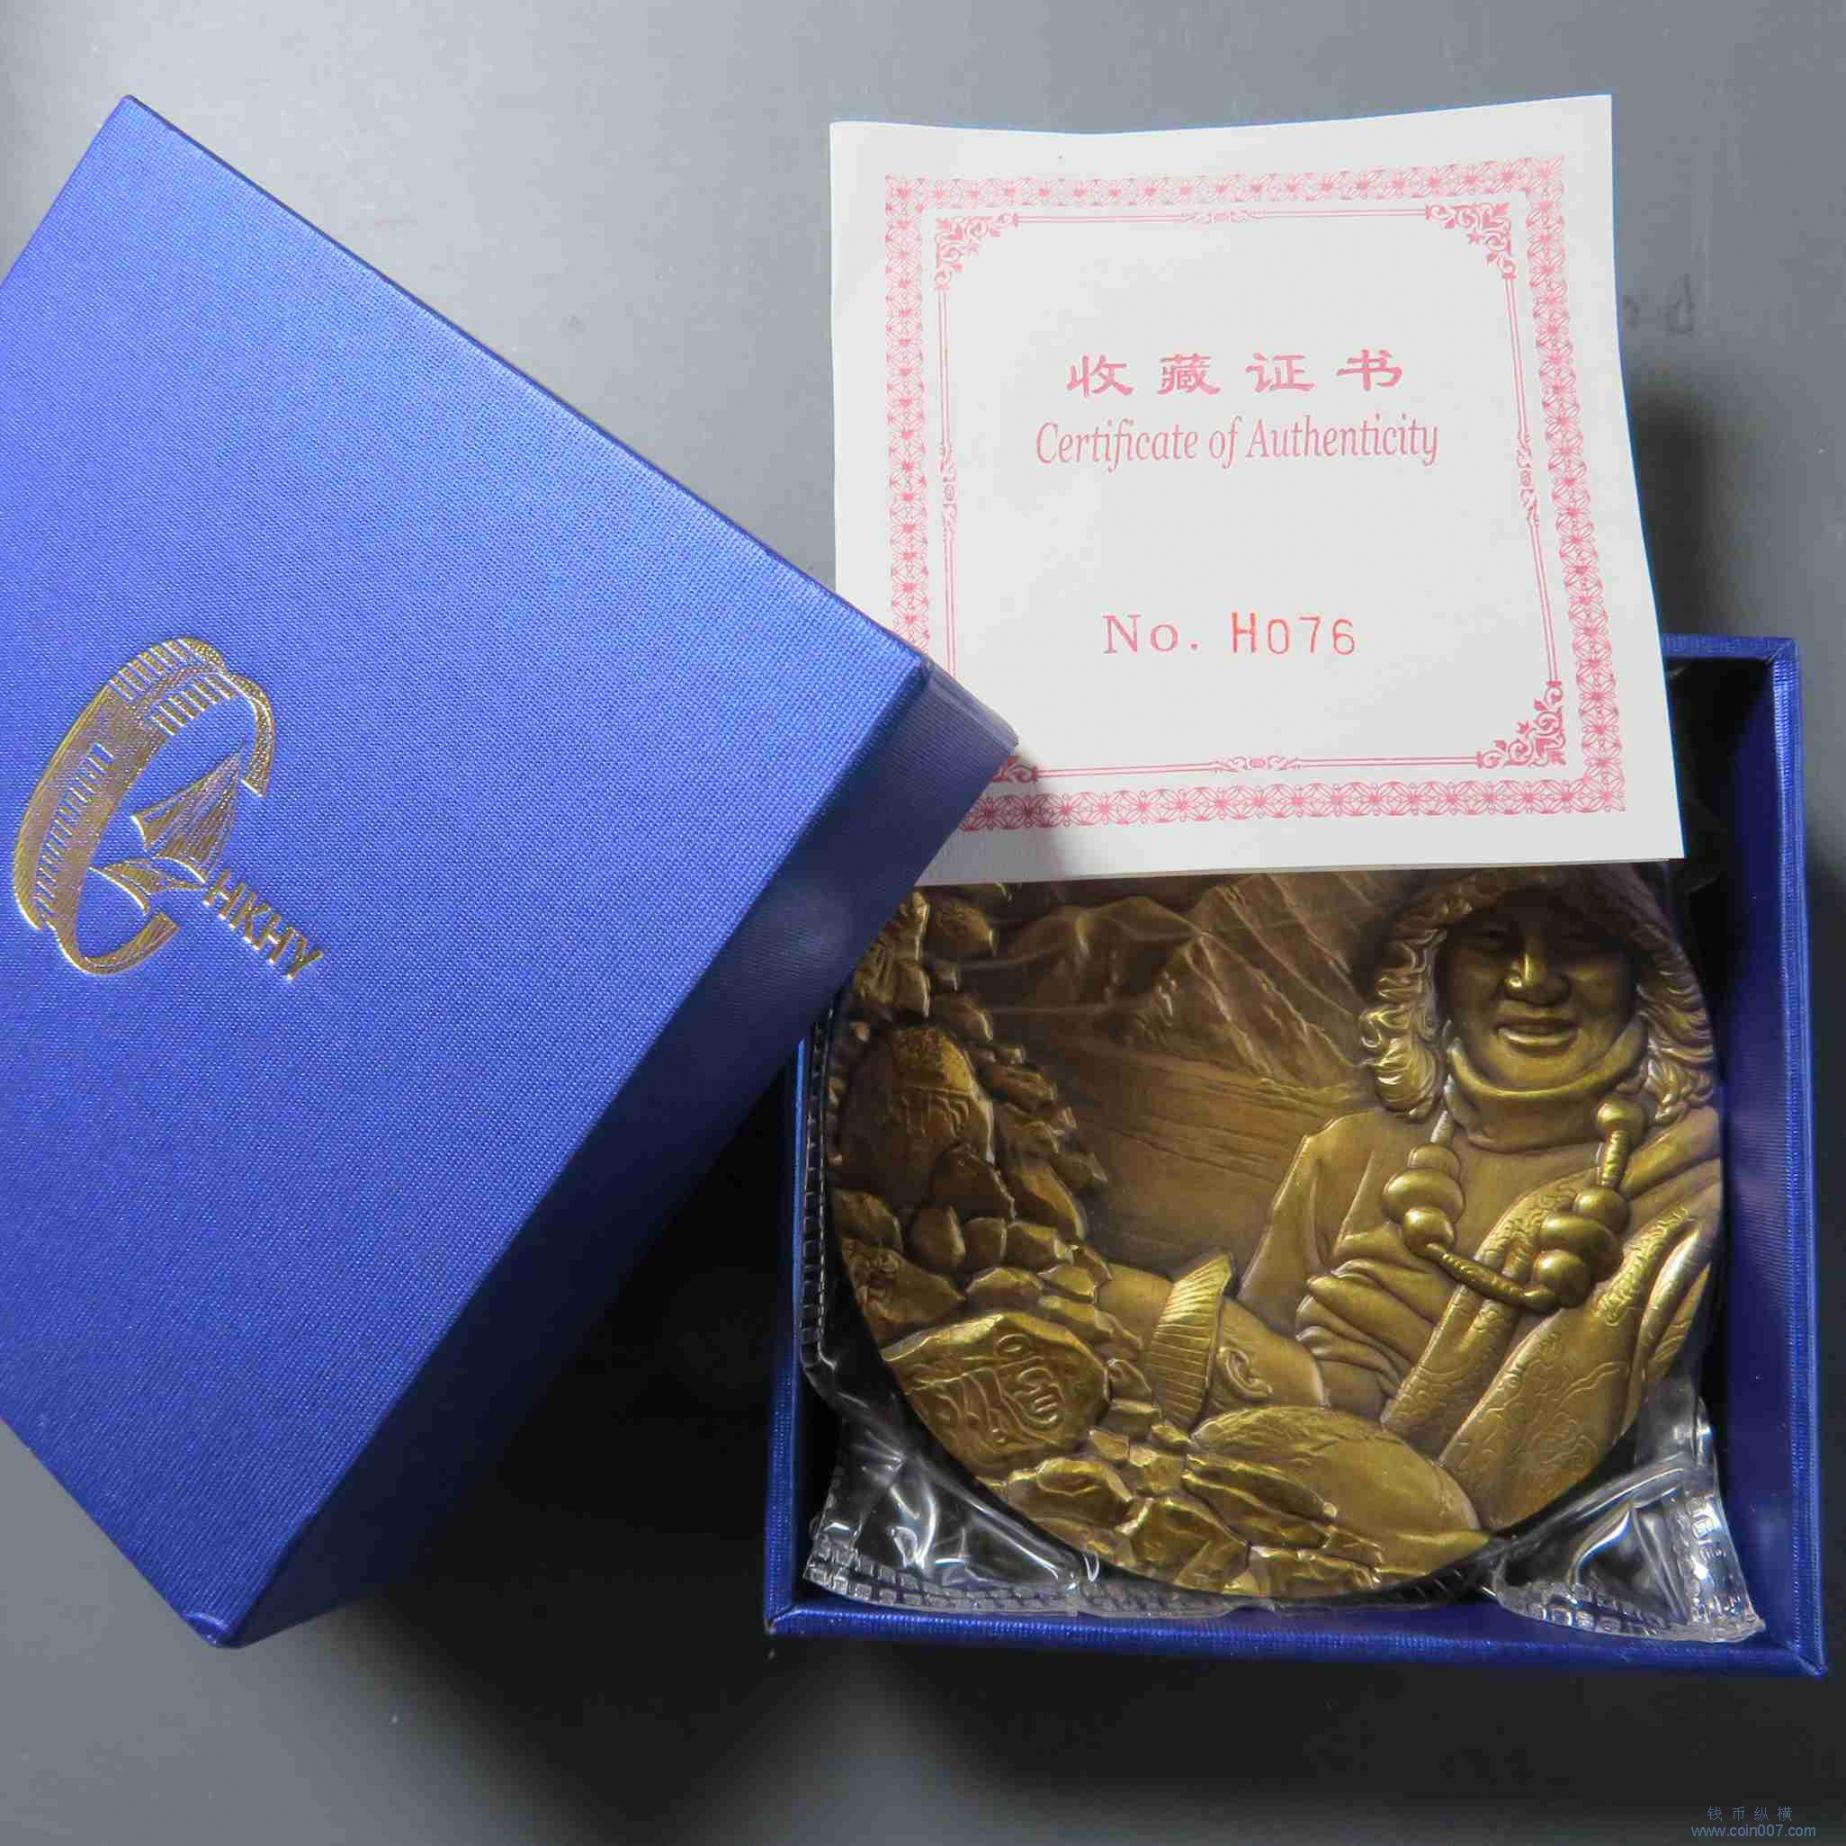 收藏证书
Certificate of Authenticity
No. H076
HKHY
钱币纵横
www.coin007.com